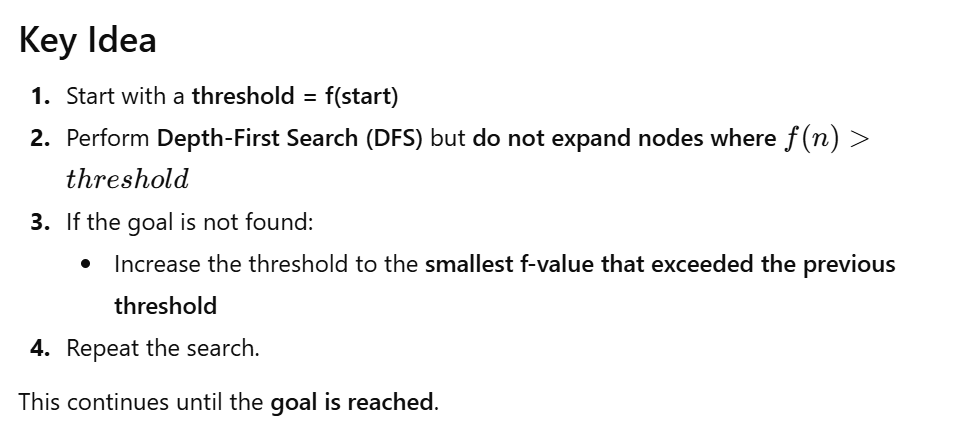 Key Idea
1. Start with a threshold = f(start)
2. Perform Depth-First Search (DFS) but do not expand nodes where f(n) >
threshold
3. If the goal is not found:
• Increase the threshold to the smallest f-value that exceeded the previous
threshold
4. Repeat the search.
This continues until the goal is reached.